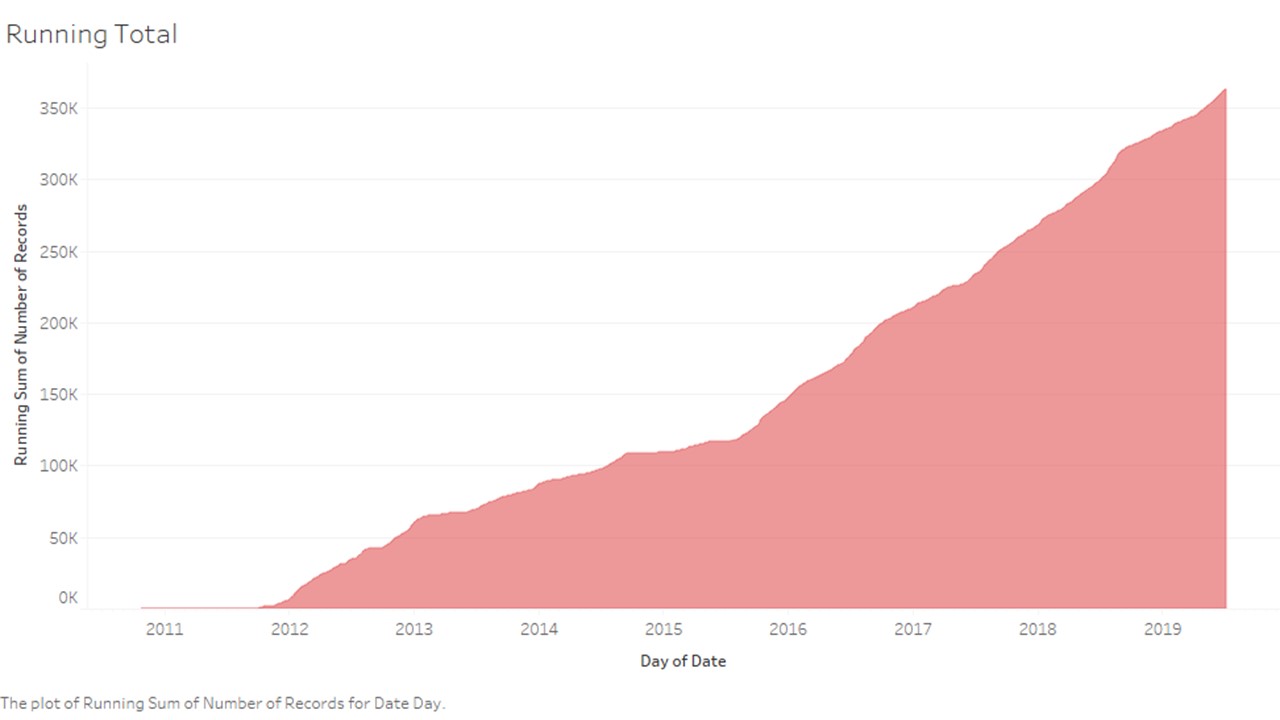 Running Total
350K
300K
250K
200K
150K
100K
50K
0K
Running Sum of Number of Records
2011 2012 2013 2014 2015 2016 2017 2018 2019
Day of Date
The plot of Running Sum of Number of Records for Date Day.